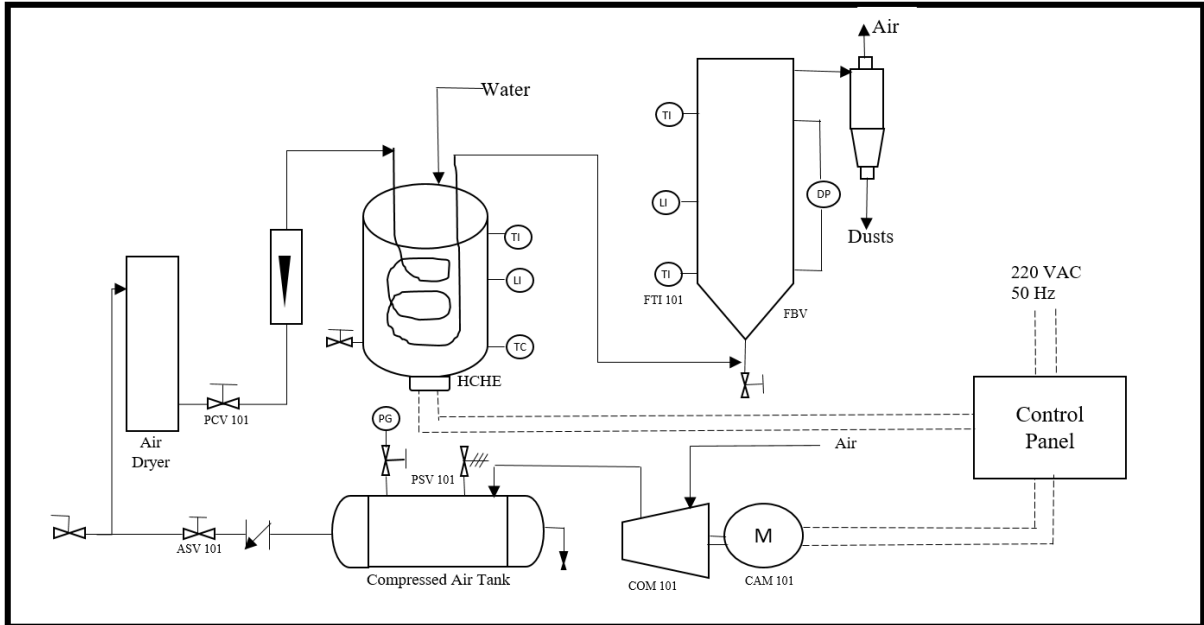 Air
Water
TI
LI
TI
DP
Dusts
TI
LI
TC
FTI 101
FBV
220 VAC
50 Hz
HCHE
PCV 101
Air
Dryer
PG
PSV 101
Air
Control
Panel
ASV 101
Compressed Air Tank
COM 101
M
CAM 101